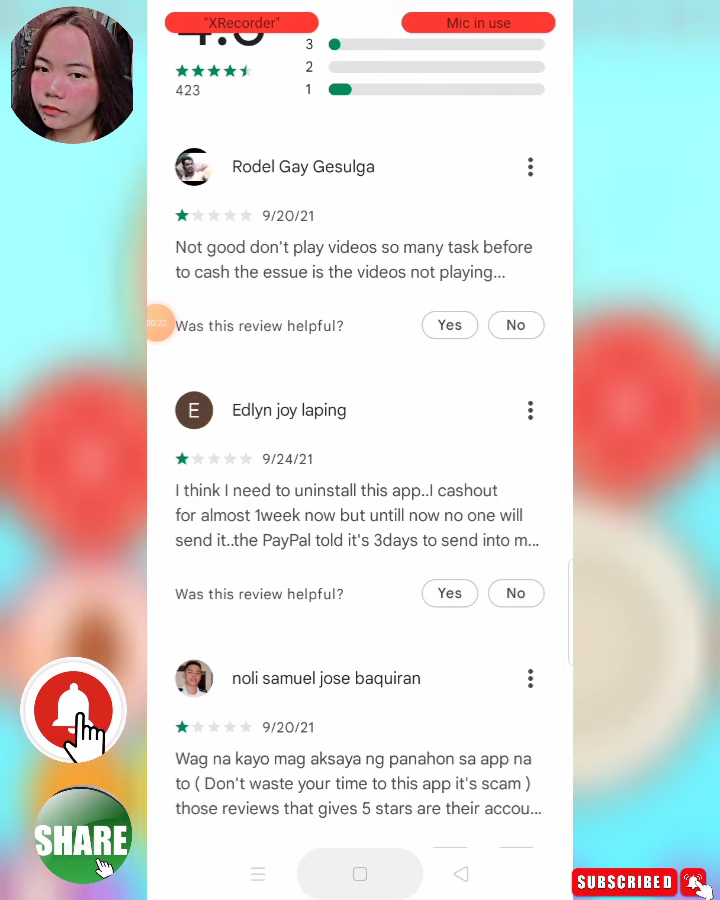 "XRecorder"
Mic in use
3
2
423
1
Rodel Gay Gesulga
9/20/21
Not good don't play videos so many task before
to cash the essue is the videos not playing...
00:22
Was this review helpful?
Yes
No
E
Edlyn joy laping
9/24/21
I think I need to uninstall this app..I cashout
for almost 1week now but untill now no one will
send it..the PayPal told it's 3days to send into m...
Was this review helpful?
Yes
No
noli samuel jose baquiran
9/20/21
Wag na kayo mag aksaya ng panahon sa app na
to ( Don't waste your time to this app it's scam )
those reviews that gives 5 stars are their accou...
SHARE
SUBSCRIBED